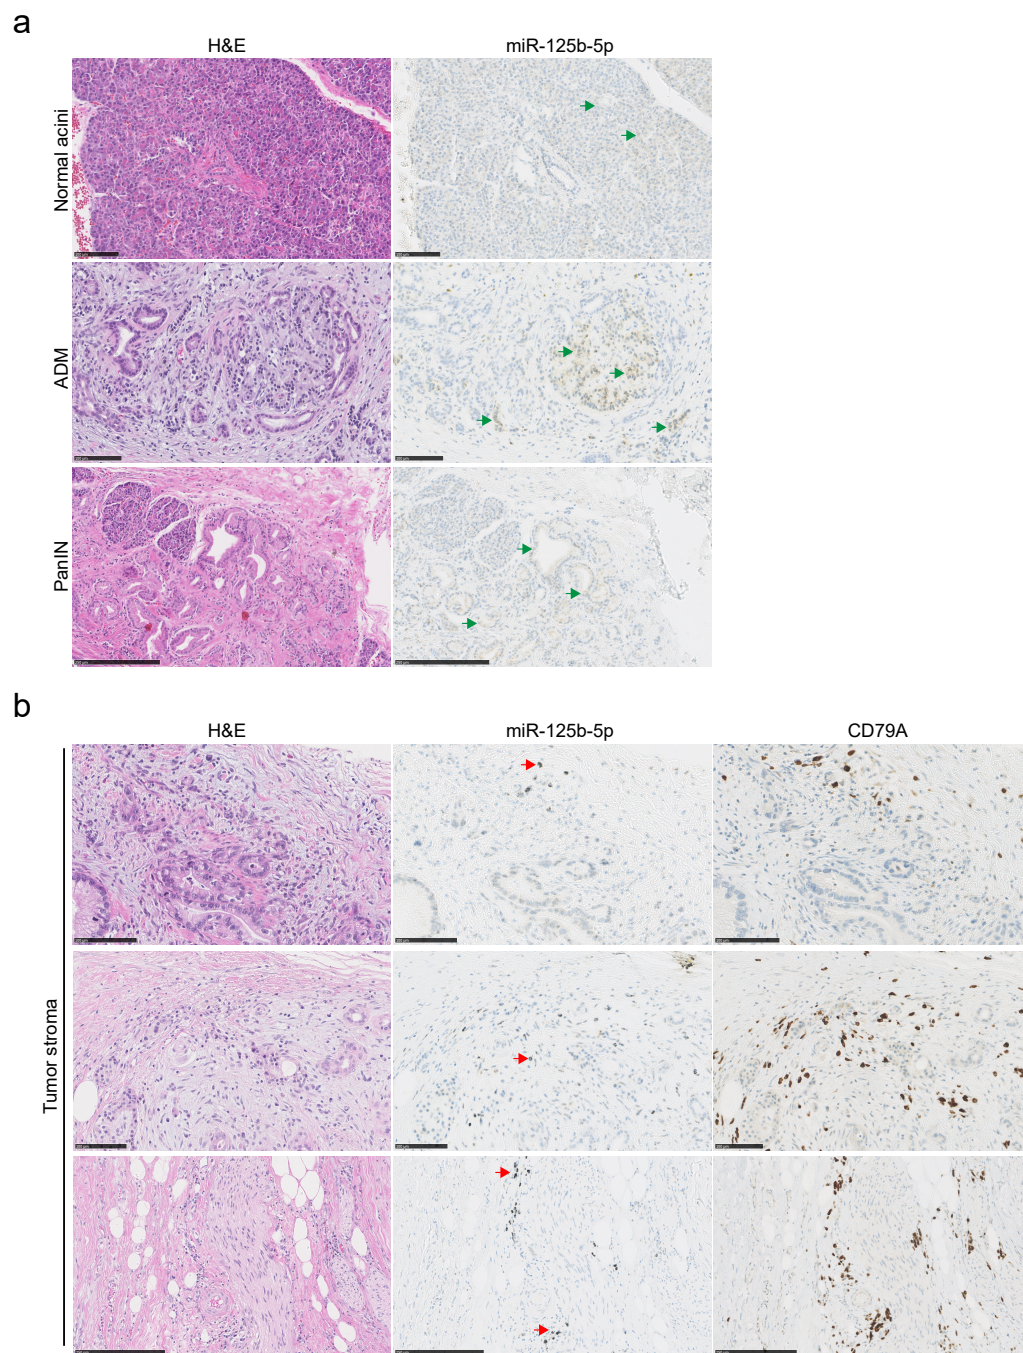 a
H&E
miR-125b-5p
Normal acini
ADM
PanIN
b
H&E
miR-125b-5p
CD79A
Tumor stroma